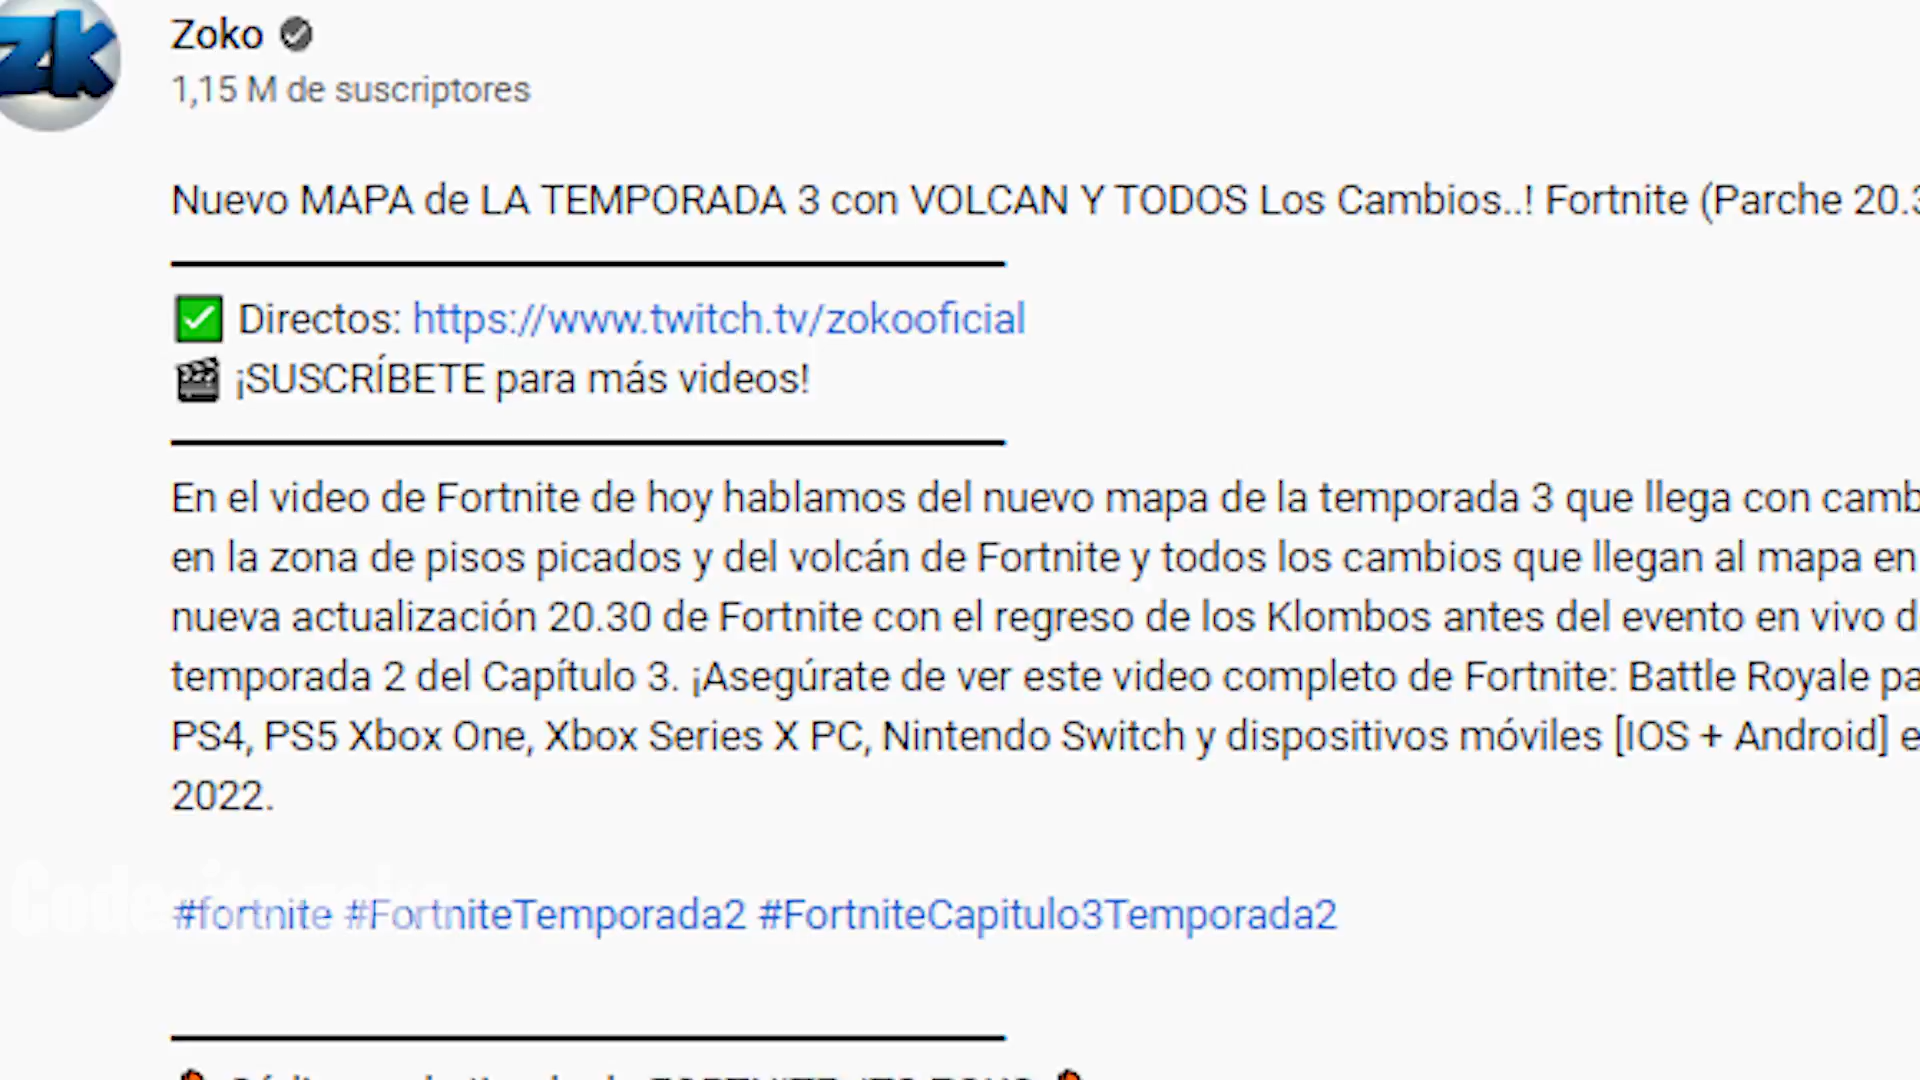 zk
Zoko
1,15 M de suscriptores
Nuevo MAPA de LA TEMPORADA 3 con VOLCAN Y TODOS Los Cambios..! Fortnite (Parche 20.3
Directos: https://www.twitch.tv/zokooficial
¡SUSCRÍBETE para más videos!
En el video de Fortnite de hoy hablamos del nuevo mapa de la temporada 3 que llega con camb
en la zona de pisos picados y del volcán de Fortnite y todos los cambios que llegan al mapa en
nueva actualización 20.30 de Fortnite con el regreso de los Klombos antes del evento en vivo d
temporada 2 del Capítulo 3. ¡Asegúrate de ver este video completo de Fortnite: Battle Royale pa
PS4, PS5 Xbox One, Xbox Series X PC, Nintendo Switch y dispositivos móviles [IOS + Android] e
2022.
#fortnite #FortniteTemporada2 #FortniteCapitulo3Temporada2